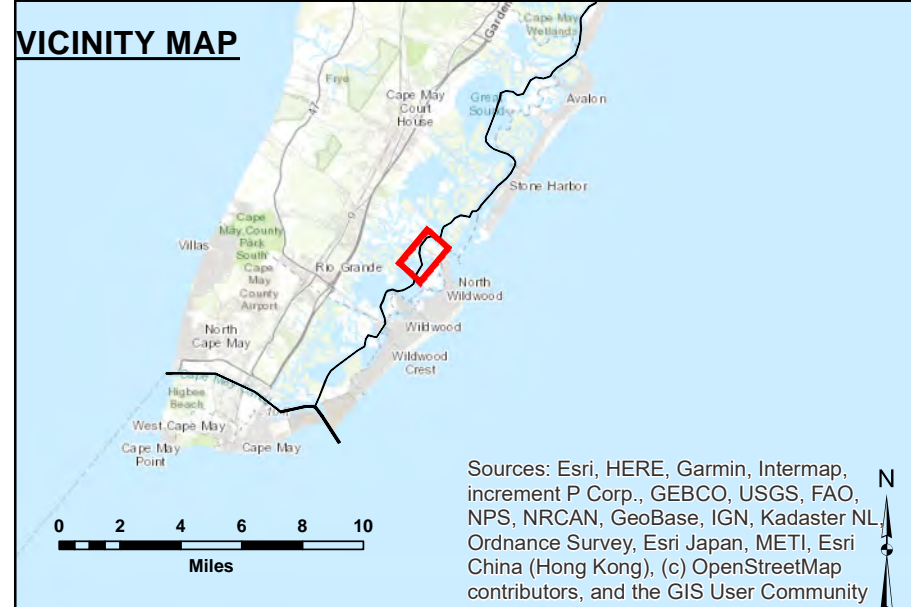 VICINITY MAP
Cape May
Wetlands
Garden
Frye
47
Cape May
Court
House
Great
Sound
Avalon
Stone Harbor
9
Cape
May County
Park
South
Villas
Cape
May
County
Airport
Rio Grande
North
Wildwood
Wildwood
Wildwood
Crest
North
Cape May
Cape May
Higbee
Beach
West Cape May
Cape May
Point
Cape May
0 2 4 6 8 10
Miles
Sources: Esri, HERE, Garmin, Intermap,
increment P Corp., GEBCO, USGS, FAO,
NPS, NRCAN, GeoBase, IGN, Kadaster NL,
Ordnance Survey, Esri Japan, METI, Esri
China (Hong Kong), (c) OpenStreetMap
contributors, and the GIS User Community
N